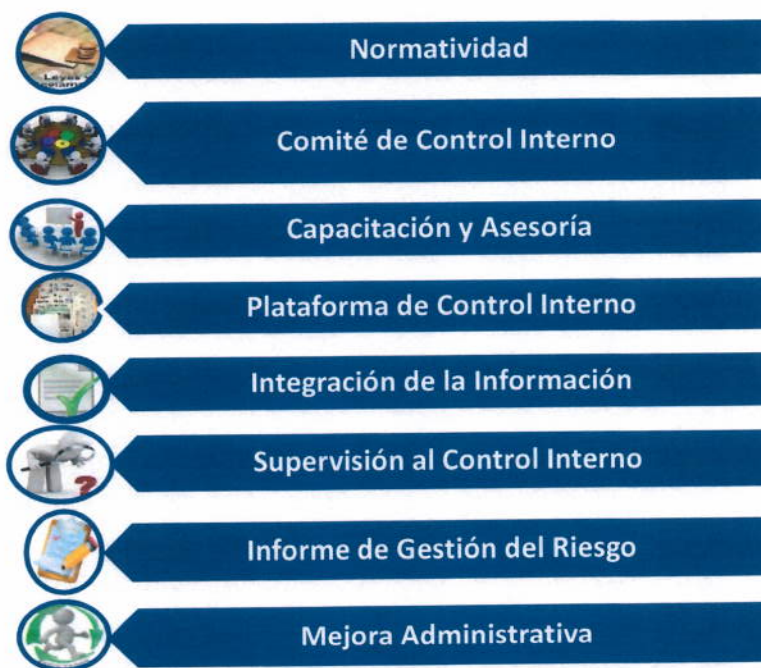 Leyes
Normatividad
Comité de Control Interno
Capacitación y Asesoría
Plataforma de Control Interno
Integración de la Información
Supervisión al Control Interno
?
Informe de Gestión del Riesgo
Mejora Administrativa